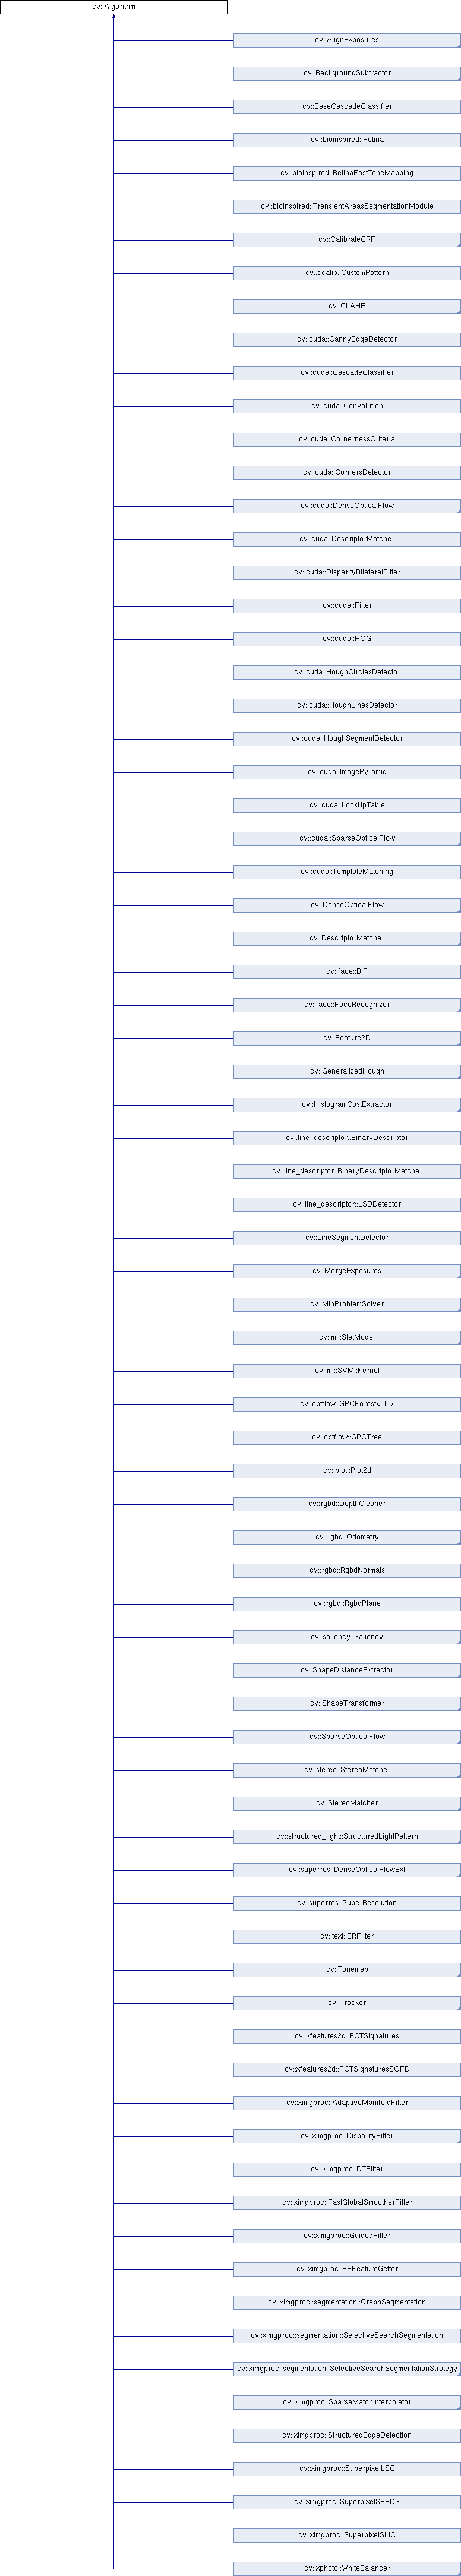 cv::Algorithm
cv::AlignExposures
cv::BackgroundSubtractor
cv::BaseCascadeClassifier
cv::bioinspired::Retina
cv::bioinspired::RetinaFastToneMapping
cv::bioinspired::TransientAreasSegmentationModule
cv::CalibrateCRF
cv::ccalib::CustomPattern
cv::CLAHE
cv::cuda::CannyEdgeDetector
cv::cuda::CascadeClassifier
cv::cuda::Convolution
cv::cuda::CornernessCriteria
cv::cuda::CornersDetector
cv::cuda::DenseOpticalFlow
cv::cuda::DescriptorMatcher
cv::cuda::DisparityBilateralFilter
cv::cuda::Filter
cv::cuda::HOG
cv::cuda::HoughCirclesDetector
cv::cuda::HoughLinesDetector
cv::cuda::HoughSegmentDetector
cv::cuda::ImagePyramid
cv::cuda::LookUpTable
cv::cuda::SparseOpticalFlow
cv::cuda::TemplateMatching
cv::DenseOpticalFlow
cv::DescriptorMatcher
cv::face::BIF
cv::face::FaceRecognizer
cv::Feature2D
cv::GeneralizedHough
cv::HistogramCostExtractor
cv::line_descriptor::BinaryDescriptor
cv::line_descriptor::BinaryDescriptorMatcher
cv::line_descriptor::LSDDetector
cv::LineSegmentDetector
cv::MergeExposures
cv::MinProblemSolver
cv::ml::StatModel
cv::ml::SVM::Kernel
cv::optflow::GPCForest< T >
cv::optflow::GPCTree
cv::plot::Plot2d
cv::rgbd::DepthCleaner
cv::rgbd::Odometry
cv::rgbd::RgbdNormals
cv::rgbd::RgbdPlane
cv::saliency::Saliency
cv::ShapeDistanceExtractor
cv::ShapeTransformer
cv::SparseOpticalFlow
cv::stereo::StereoMatcher
cv::StereoMatcher
cv::structured_light::StructuredLightPattern
cv::superres::DenseOpticalFlowExt
cv::superres::SuperResolution
cv::text::ERFilter
cv::Tonemap
cv::Tracker
cv::xfeatures2d::PCTSignatures
cv::xfeatures2d::PCTSignaturesSQFD
cv::ximgproc::AdaptiveManifoldFilter
cv::ximgproc::DisparityFilter
cv::ximgproc::DTFilter
cv::ximgproc::FastGlobalSmootherFilter
cv::ximgproc::GuidedFilter
cv::ximgproc::RFFeatureGetter
cv::ximgproc::segmentation::GraphSegmentation
cv::ximgproc::segmentation::SelectiveSearchSegmentation
cv::ximgproc::segmentation::SelectiveSearchSegmentationStrategy
cv::ximgproc::SparseMatchInterpolator
cv::ximgproc::StructuredEdgeDetection
cv::ximgproc::SuperpixelLSC
cv::ximgproc::SuperpixelSEEDS
cv::ximgproc::SuperpixelSLIC
cv::xphoto::WhiteBalancer